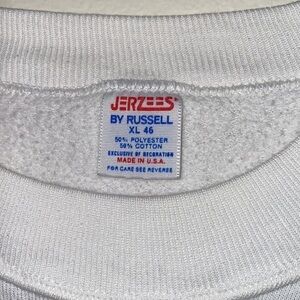 JERZEES
BY RUSSELL
XL 46
50% POLYESTER
50% COTTON
EXCLUSIVE OF DECORATION
MADE IN U.S.A.
FOR CARE SEE REVERSE